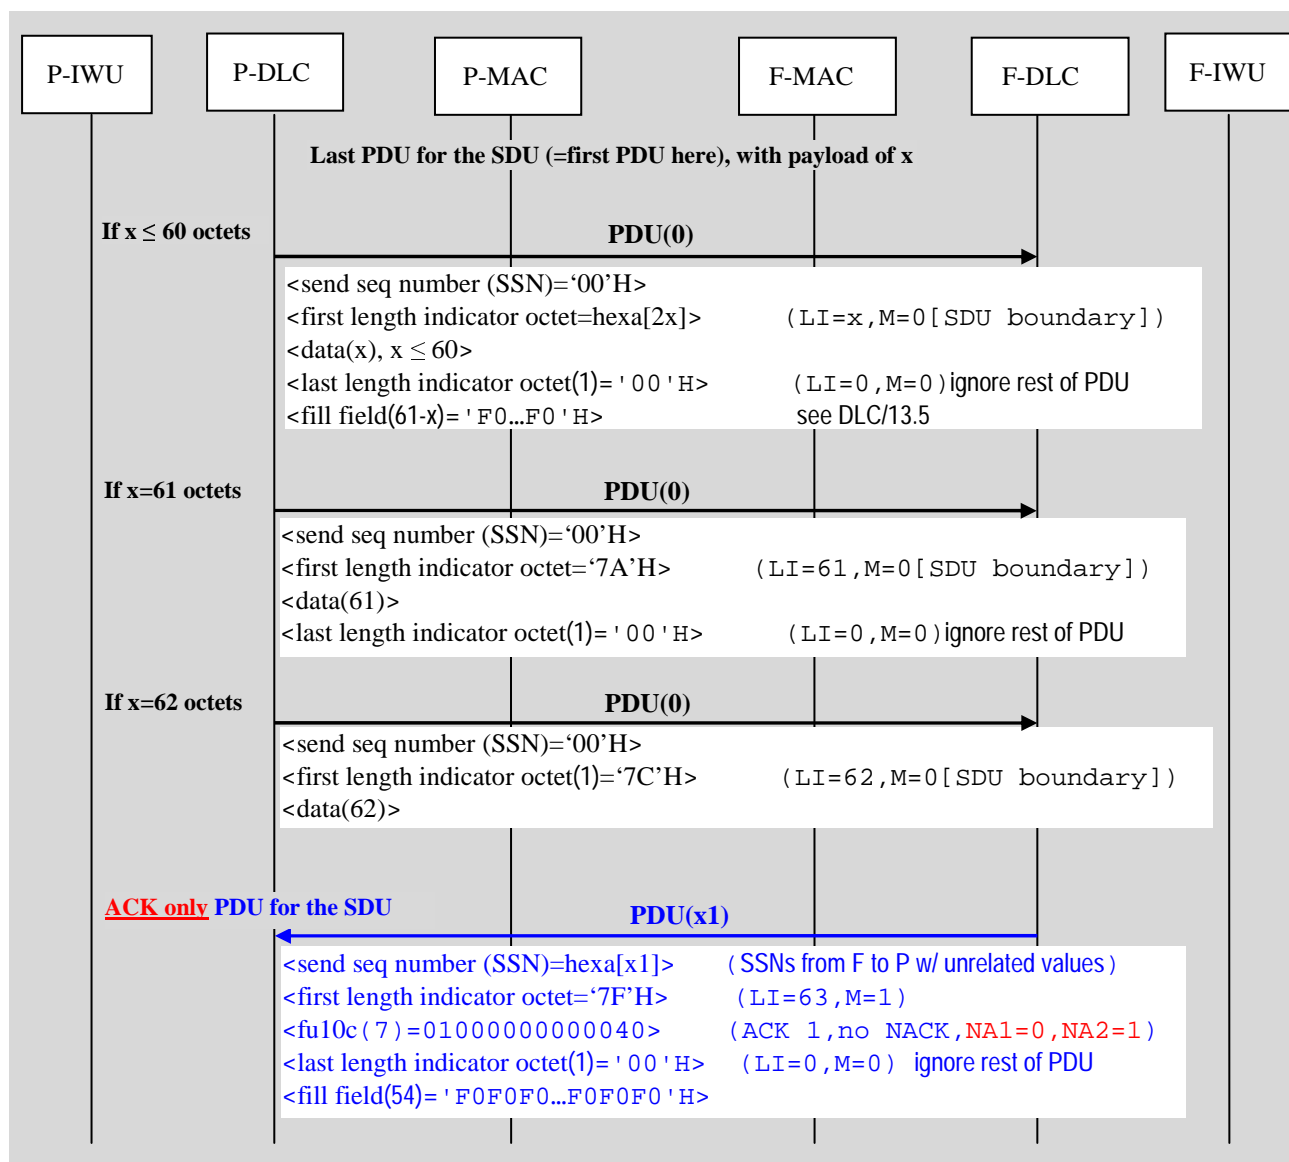 P-IWU P-DLC P-MAC F-MAC F-DLC F-IWU
Last PDU for the SDU (=first PDU here), with payload of x
If x ≤ 60 octets PDU(0)
<send seq number (SSN)=‘00’H>
<first length indicator octet=hexa[2x]> (LI=x,M=0[SDU boundary])
<data(x), x ≤ 60>
<last length indicator octet(1)='00'H> (LI=0,M=0)ignore rest of PDU
<fill field(61-x)='F0…F0'H> see DLC/13.5
If x=61 octets PDU(0)
<send seq number (SSN)=‘00’H>
<first length indicator octet=‘7A’H> (LI=61,M=0[SDU boundary])
<data(61)>
<last length indicator octet(1)='00'H> (LI=0,M=0)ignore rest of PDU
If x=62 octets PDU(0)
<send seq number (SSN)=‘00’H>
<first length indicator octet(1)=‘7C’H> (LI=62,M=0[SDU boundary])
<data(62)>
ACK only PDU for the SDU PDU(x1)
<send seq number (SSN)=hexa[x1]> (SSNs from F to P w/ unrelated values)
<first length indicator octet=‘7F’H> (LI=63,M=1)
<fu10c(7)=01000000000040> (ACK 1,no NACK,NA1=0,NA2=1)
<last length indicator octet(1)='00'H> (LI=0,M=0) ignore rest of PDU
<fill field(54)='F0F0F0…F0F0F0'H>